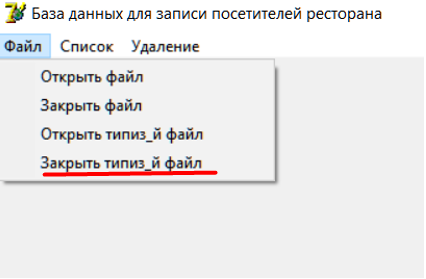 База данных для записи посетителей ресторана
Файл Список Удаление
Открыть файл
Закрыть файл
Открыть типиз_й файл
Закрыть типиз_й файл